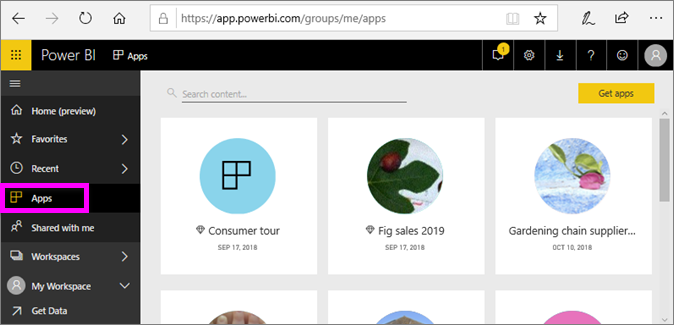 https://app.powerbi.com/groups/me/apps
Power BI
Apps
1
?
Search content...
Get apps
Home (preview)
Favorites
Recent
Apps
Shared with me
Workspaces
My Workspace
Get Data
Consumer tour
SEP 17, 2018
Fig sales 2019
SEP 17, 2018
Gardening chain supplier...
OCT 10, 2018